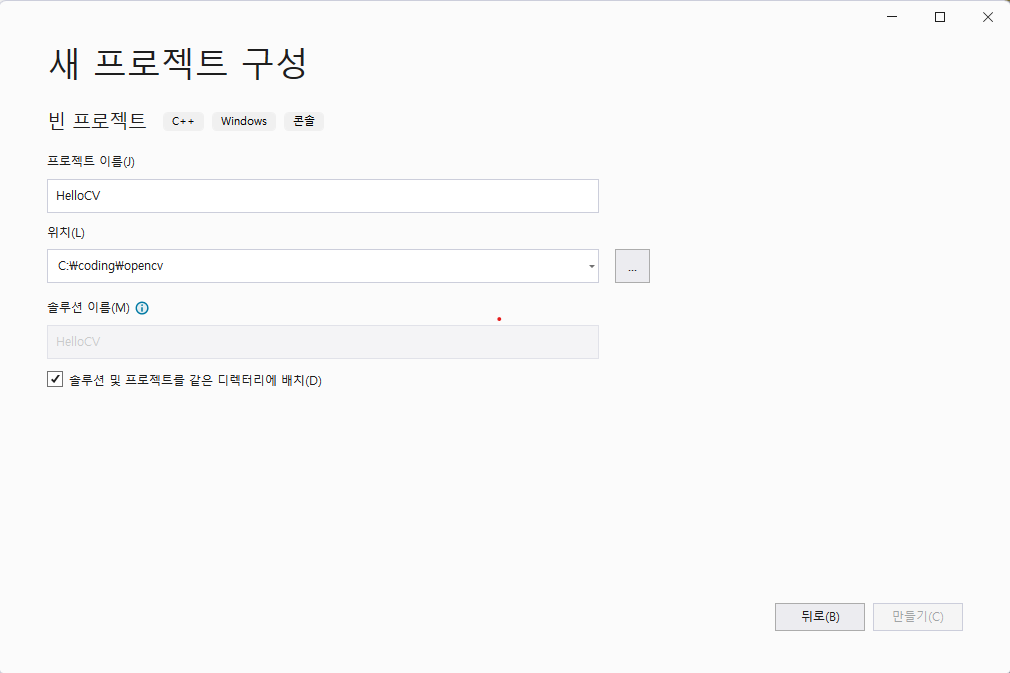 새 프로젝트 구성
빈 프로젝트 C++ Windows 콘솔
프로젝트 이름(J)
HelloCV
위치(L)
C:₩coding₩opencv ...
솔루션 이름(M)
HelloCV
솔루션 및 프로젝트를 같은 디렉터리에 배치(D)
뒤로(B) 만들기(C)